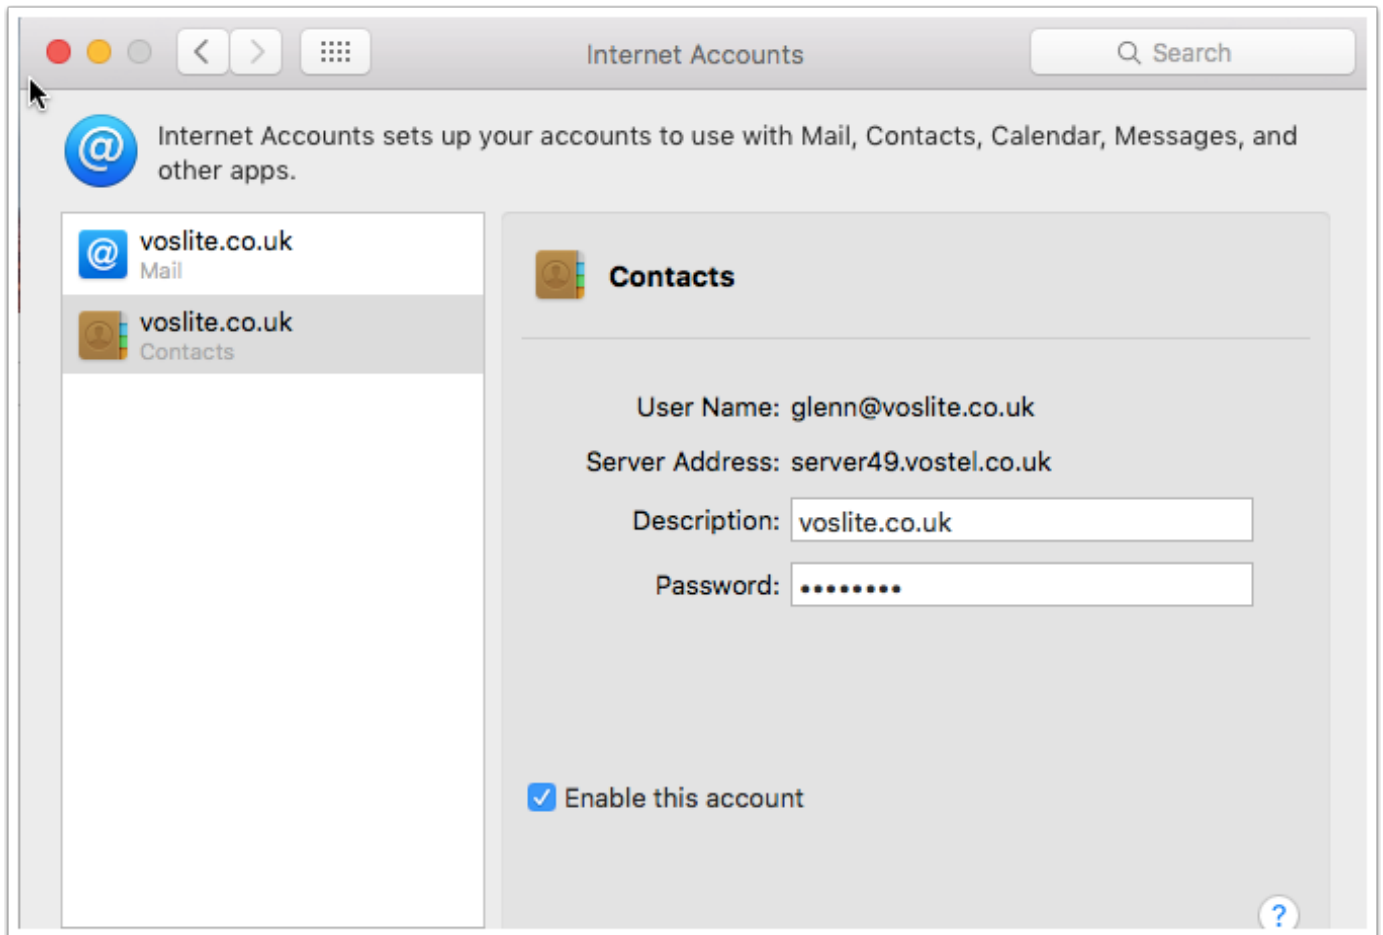 Internet Accounts
Search
Internet Accounts sets up your accounts to use with Mail, Contacts, Calendar, Messages, and
other apps.
voslite.co.uk
Mail
voslite.co.uk
Contacts
Contacts
User Name: glenn@voslite.co.uk
Server Address: server49.vostel.co.uk
Description: voslite.co.uk
Password: ••••••••
Enable this account
?